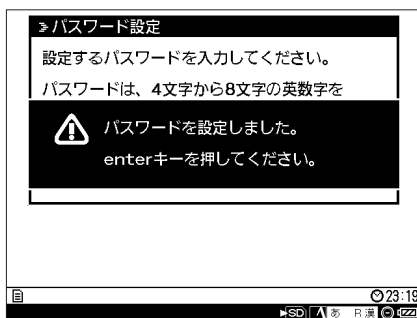 パスワード設定
設定するパスワードを入力してください。
パスワードは、4文字から8文字の英数字を
パスワードを設定しました。
enterキーを押してください。
23:19
SD あ R漢